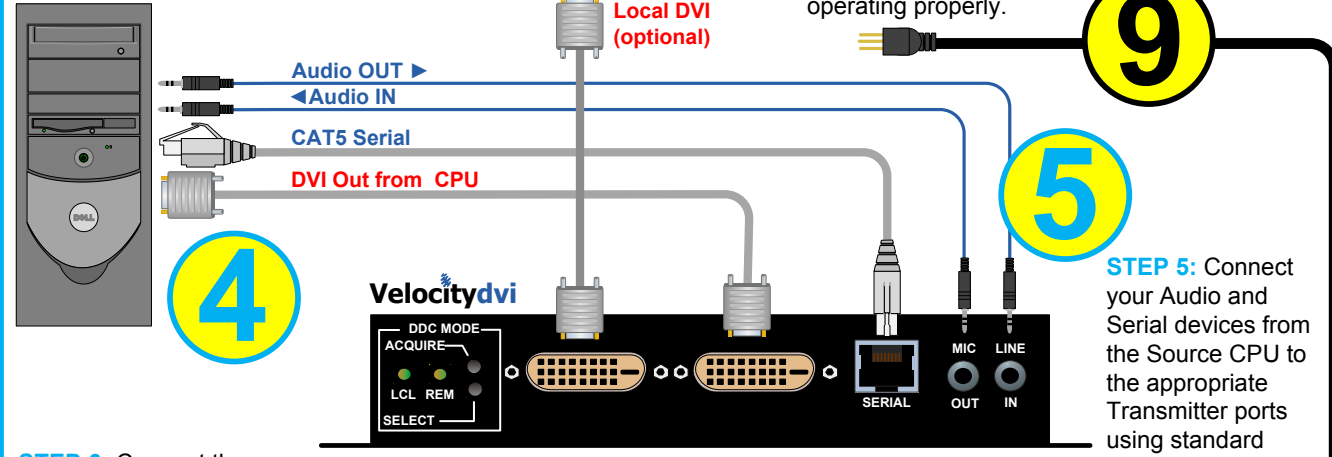 Local DVI
(optional)
operating properly.
9
Audio OUT ►
◄Audio IN
CAT5 Serial
DVI Out from CPU
DELL
4
5
Velocitydvi
DDC MODE
ACQUIRE
LCL REM
SELECT
SERIAL
MIC
OUT
LINE
IN
STEP 5: Connect
your Audio and
Serial devices from
the Source CPU to
the appropriate
Transmitter ports
using standard